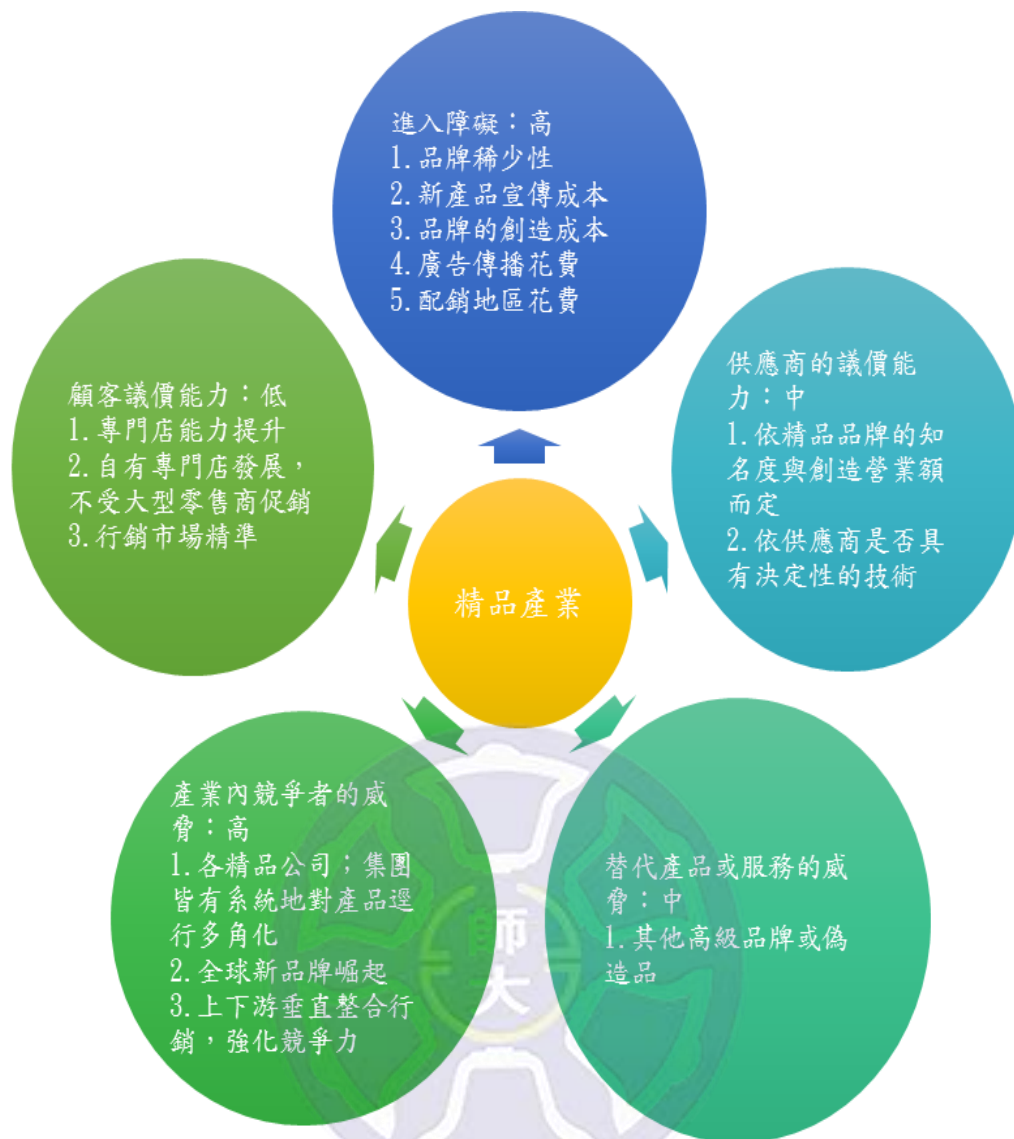 進入障礙：高
1.品牌稀少性
2.新產品宣傳成本
3.品牌的創造成本
4.廣告傳播花費
5.配銷地區花費
顧客議價能力：低
1.專門店能力提升
2.自有專門店發展，
不受大型零售商促銷
3.行銷市場精準
供應商的議價能
力：中
1.依精品品牌的知
名度與創造營業額
而定
2.依供應商是否具
有決定性的技術
精品產業
產業內競爭者的威
脅：高
1.各精品公司；集團
皆有系統地對產品逕
行多角化
2.全球新品牌崛起
3.上下游垂直整合行
銷，強化競爭力
替代產品或服務的威
脅：中
1.其他高級品牌或偽
造品
師
大